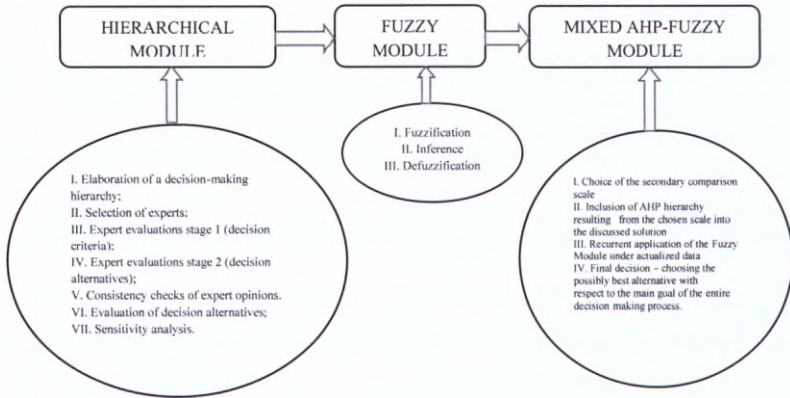 HIERARCHICAL
MODULE
FUZZY
MODULE
MIXED AHP-FUZZY
MODULE
I. Elaboration of a decision-making
hierarchy;
II. Selection of experts;
III. Expert evaluations stage 1 (decision
criteria);
IV. Expert evaluations stage 2 (decision
alternatives);
V. Consistency checks of expert opinions.
VI. Evaluation of decision alternatives;
VII. Sensitivity analysis.
I. Fuzzification
II. Inference
III. Defuzzification
I. Choice of the secondary comparison
scale
II. Inclusion of AHP hierarchy
resulting from the chosen scale into
the discussed solution
III. Recurrent application of the Fuzzy
Module under actualized data
IV. Final decision – choosing the
possibly best alternative with
respect to the main goal of the entire
decision making process.